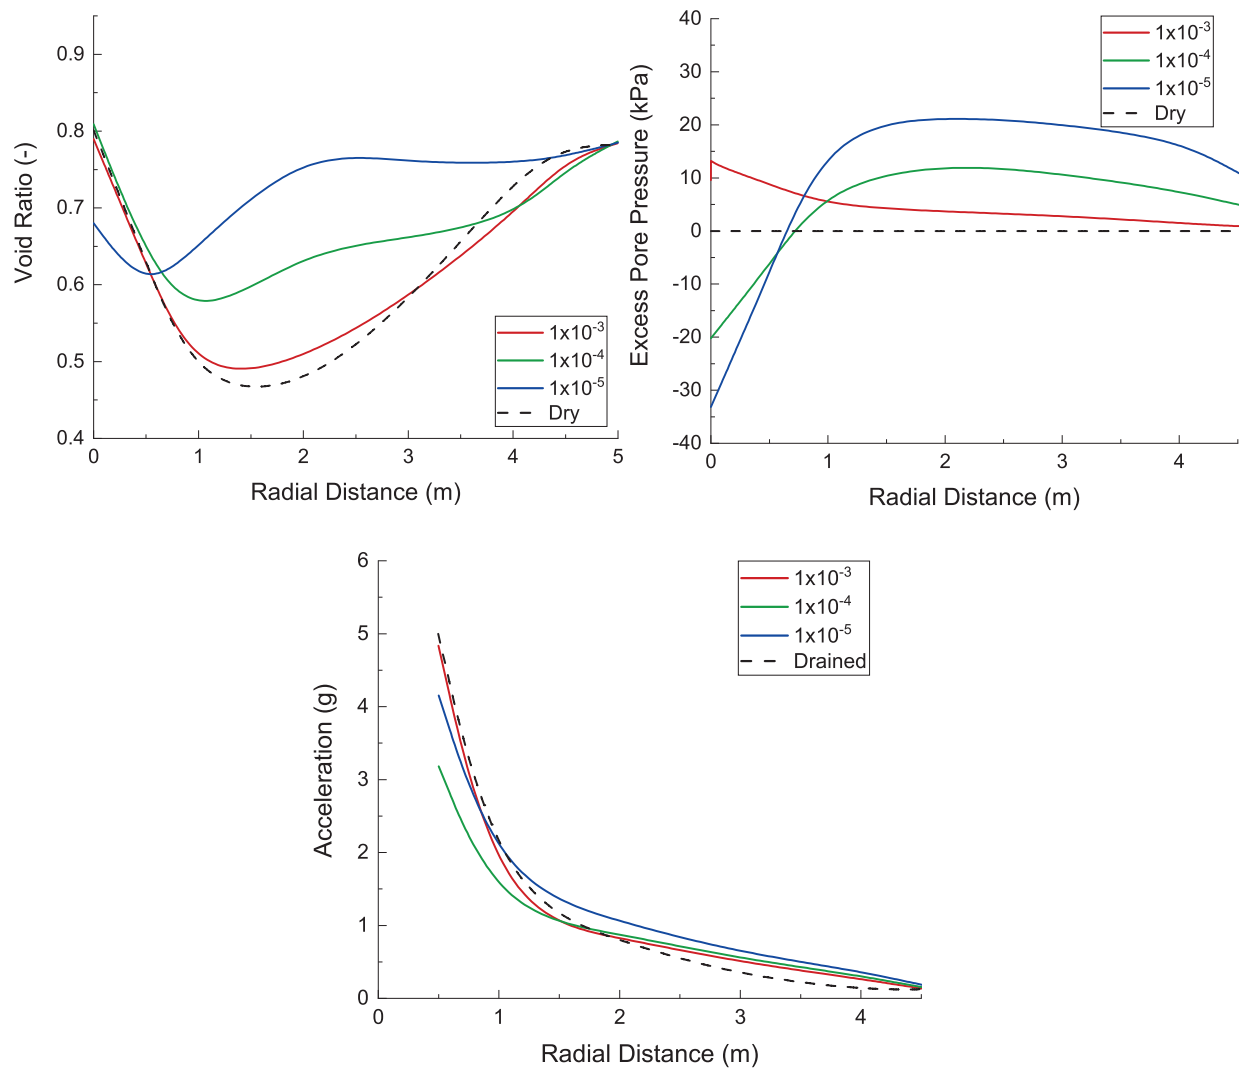 0.9
0.8
0.7
0.6
0.5
0.4
Void Ratio (-)
0 1 2 3 4 5
Radial Distance (m)
1x10-3
1x10-4
1x10-5
Dry
40
30
20
10
0
-10
-20
-30
-40
Excess Pore Pressure (kPa)
0 1 2 3 4
Radial Distance (m)
1x10-3
1x10-4
1x10-5
Dry
6
5
4
3
2
1
0
Acceleration (g)
0 1 2 3 4
Radial Distance (m)
1x10-3
1x10-4
1x10-5
Drained